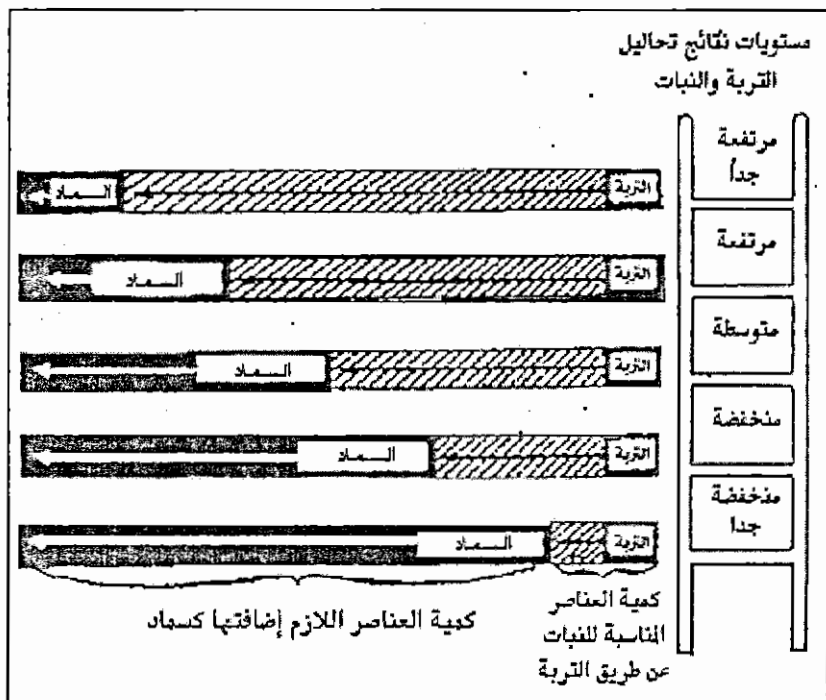 مستويات نتائج تحاليل
التربة والنبات
مرتفعة
جداً
التربة
السماد
مرتفعة
التربة
السماد
متوسطة
التربة
السماد
منخفضة
التربة
السماد
منخفضة
جدا
التربة
السماد
كمية العناصر
المناسبة للنبات
عن طريق التربة
كمية العناصر اللازم إضافتها كسماد